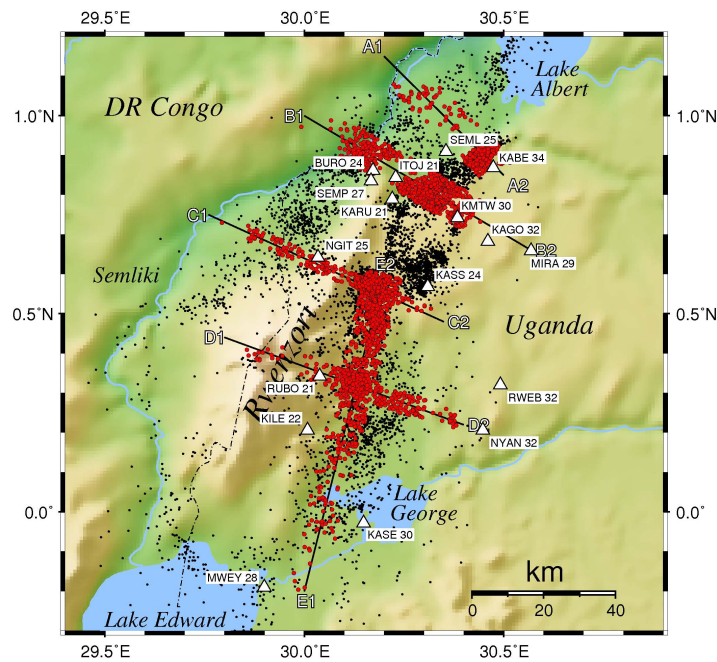 29.5˚E
30.0˚E
30.5˚E
A1
Lake
Albert
DR Congo
1.0˚N
1.0˚N
B1
SEML 25
BURO 24
ITOJ 21
KABE 34
SEMP 27
A2
KARU 21
KMTW 30
C1
KAGO 32
NGIT 25
B2
MIRA 29
E2
Semliki
KASS 24
0.5˚N
0.5˚N
C2
Uganda
D1
Rwenzori
RUBO 21
RWEB 32
KILE 22
D2
NYAN 32
Lake
George
0.0˚N
0.0˚N
KASE 30
MWEY 28
km
E1
0
20
40
Lake Edward
29.5˚E
30.0˚E
30.5˚E